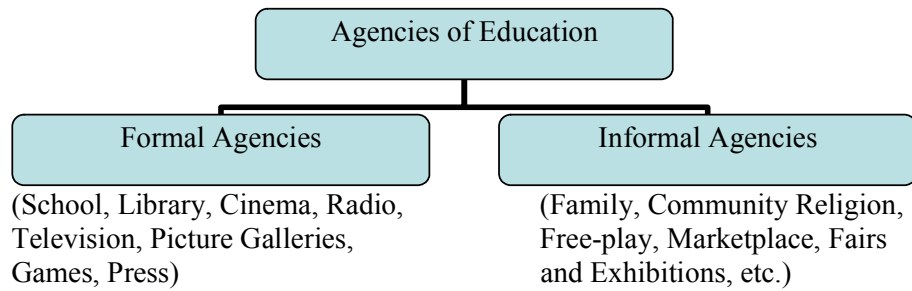 Agencies of Education
Formal Agencies
(School, Library, Cinema, Radio,
Television, Picture Galleries,
Games, Press)
Informal Agencies
(Family, Community Religion,
Free-play, Marketplace, Fairs
and Exhibitions, etc.)